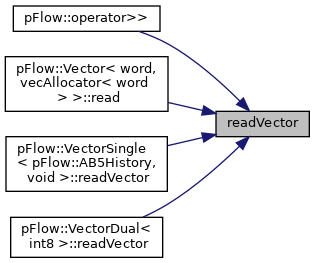 pFlow::operator>>
pFlow::Vector< word,
vecAllocator< word
> >::read
readVector
pFlow::VectorSingle
< pFlow::AB5History,
void >::readVector
pFlow::VectorDual<
int8 >::readVector